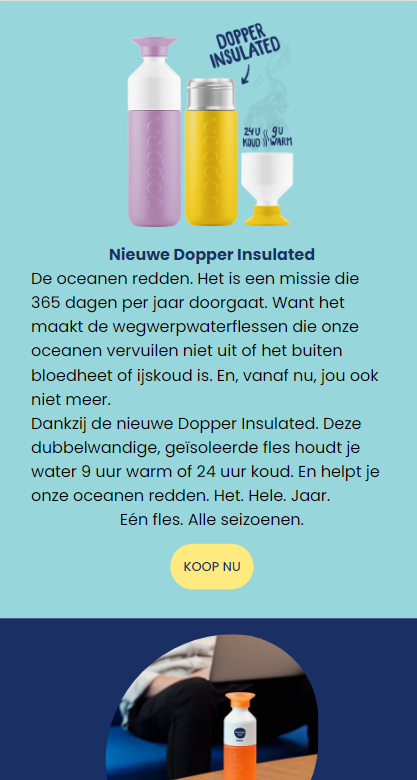 DOPPER
INSULATED
24U
KOUD
9U
WARM
dopper
dopper
Nieuwe Dopper Insulated
De oceanen redden. Het is een missie die
365 dagen per jaar doorgaat. Want het
maakt de wegwerpwaterflessen die onze
oceanen vervuilen niet uit of het buiten
bloedheet of ijskoud is. En, vanaf nu, jou ook
niet meer.
Dankzij de nieuwe Dopper Insulated. Deze
dubbelwandige, geïsoleerde fles houdt je
water 9 uur warm of 24 uur koud. En helpt je
onze oceanen redden. Het. Hele. Jaar.
Eén fles. Alle seizoenen.
KOOP NU